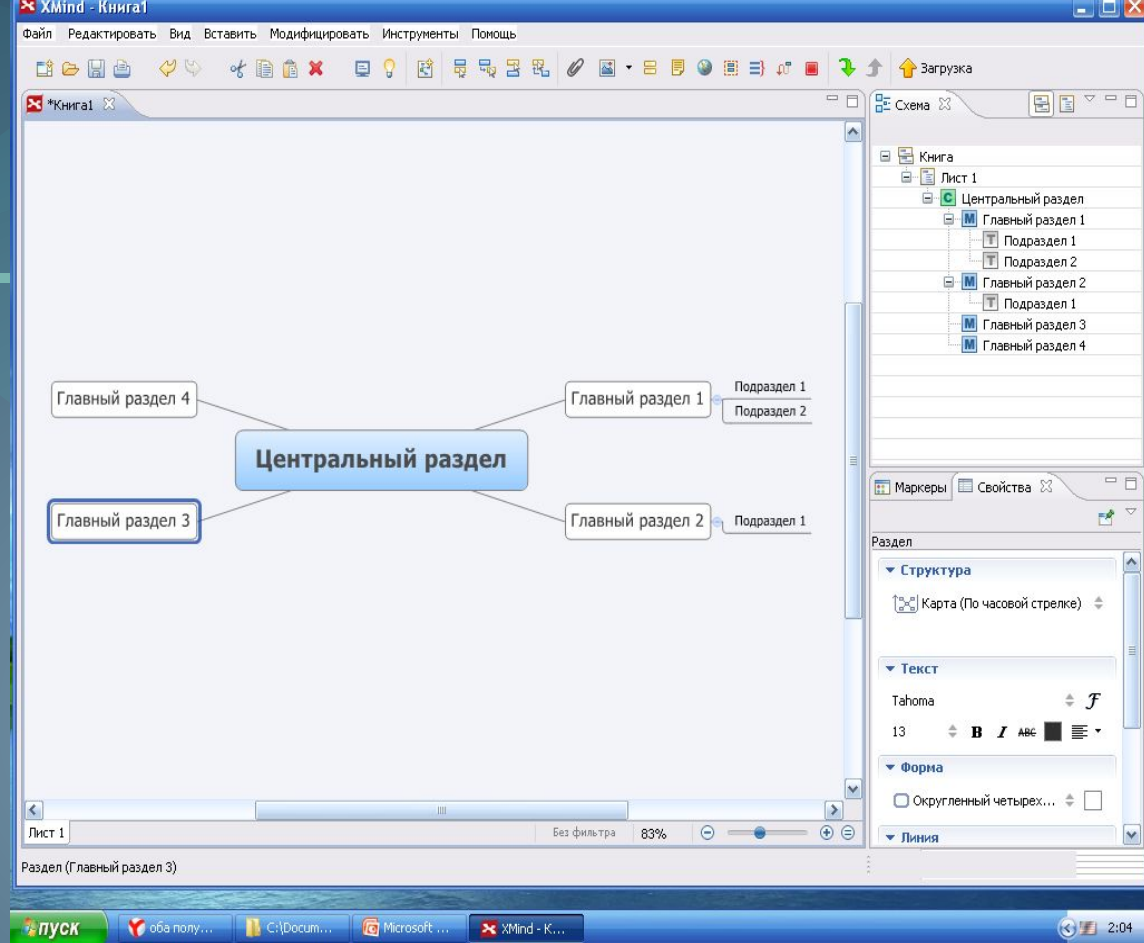 XMind - Книга1
Файл Редактировать Вид Вставить Модифицировать Инструменты Помощь
Загрузка
*Книга1
Схема
Книга
Лист 1
C Центральный раздел
M Главный раздел 1
T Подраздел 1
T Подраздел 2
M Главный раздел 2
T Подраздел 1
M Главный раздел 3
M Главный раздел 4
Главный раздел 4
Главный раздел 1
Подраздел 1
Подраздел 2
Центральный раздел
Главный раздел 3
Главный раздел 2
Подраздел 1
Маркеры Свойства
Раздел
Структура
Карта (По часовой стрелке)
Текст
Tahoma F
13 B I ABC
Форма
Округленный четырех...
Линия
Лист 1
Без фильтра 83%
Раздел (Главный раздел 3)
пуск
оба полу...
C:\Docum...
Microsoft ...
XMind - К...
2:04